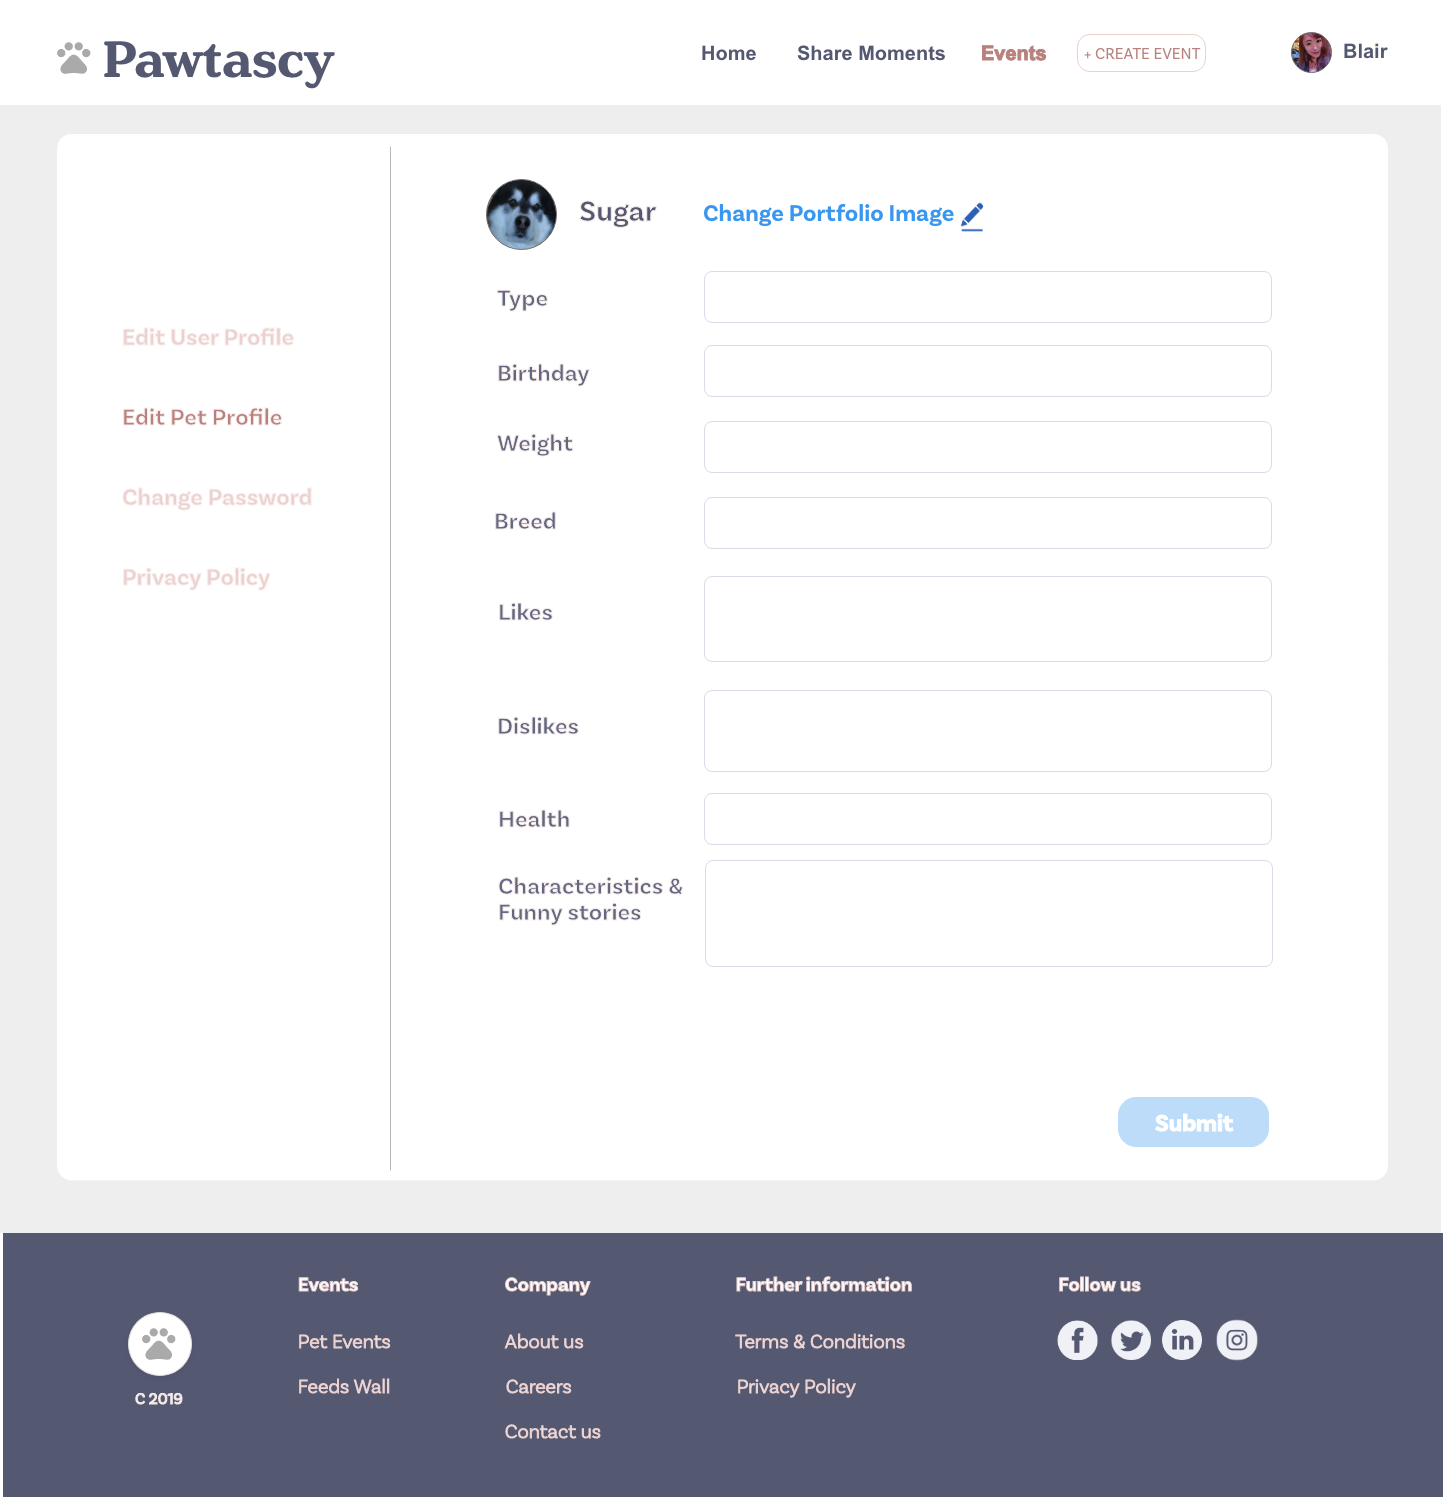 Pawtascy
Home
Share Moments
Events
+ CREATE EVENT
Blair
Edit User Profile
Edit Pet Profile
Change Password
Privacy Policy
Sugar
Change Portfolio Image
Type
Birthday
Weight
Breed
Likes
Dislikes
Health
Characteristics &
Funny stories
Submit
C 2019
Events
Pet Events
Feeds Wall
Company
About us
Careers
Contact us
Further information
Terms & Conditions
Privacy Policy
Follow us